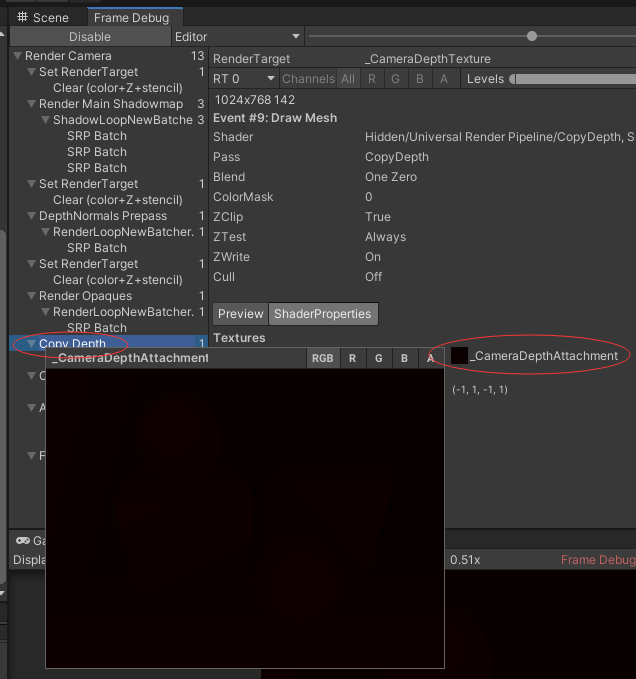 Scene Frame Debug
Disable Editor
Render Camera 13
Set RenderTarget 1
Clear (color+Z+stencil)
Render Main Shadowmap 3
ShadowLoopNewBatche 3
SRP Batch
SRP Batch
SRP Batch
Set RenderTarget 1
DepthNormals Prepass 1
RenderLoopNewBatcher. 1
SRP Batch
Set RenderTarget 1
Clear (color+Z+stencil)
Render Opaques 1
RenderLoopNewBatcher. 1
SRP Batch
Copy Depth 1
C
A
F
RenderTarget _CameraDepthTexture
RT 0 Channels All R G B A Levels
1024x768 142
Event #9: Draw Mesh
Shader Hidden/Universal Render Pipeline/CopyDepth, S
Pass CopyDepth
Blend One Zero
ColorMask 0
ZClip True
ZTest Always
ZWrite On
Cull Off
Preview ShaderProperties
Textures
_CameraDepthAttachment RGB R G B A
_CameraDepthAttachment
(-1, 1, -1, 1)
Ga
Displa 0.51x Frame Debug